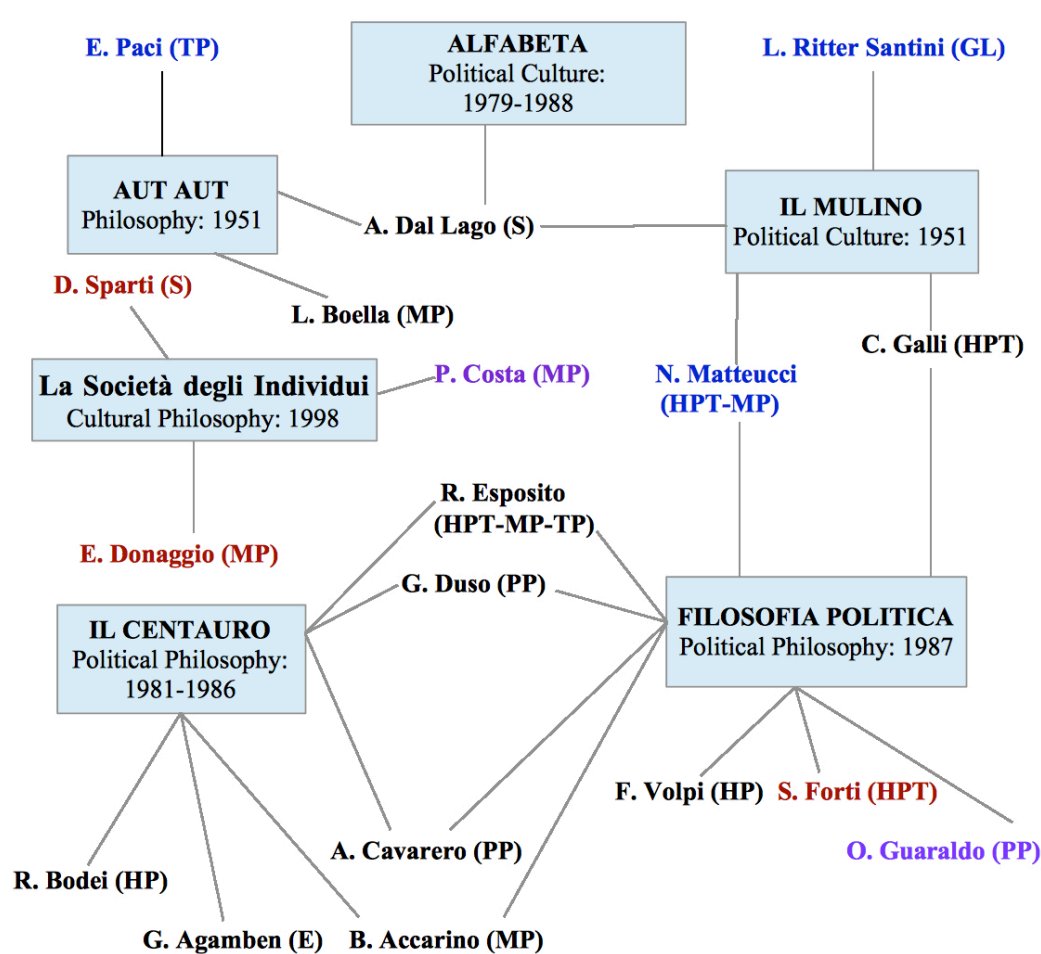 E. Paci (TP)
ALFABETA
Political Culture:
1979-1988
L. Ritter Santini (GL)
AUT AUT
Philosophy: 1951
A. Dal Lago (S)
IL MULINO
Political Culture: 1951
D. Sparti (S)
L. Boella (MP)
C. Galli (HPT)
La Società degli Individui
Cultural Philosophy: 1998
P. Costa (MP)
N. Matteucci
(HPT-MP)
R. Esposito
(HPT-MP-TP)
E. Donaggio (MP)
G. Duso (PP)
IL CENTAURO
Political Philosophy:
1981-1986
FILOSOFIA POLITICA
Political Philosophy: 1987
F. Volpi (HP)
S. Forti (HPT)
A. Cavarero (PP)
O. Guaraldo (PP)
R. Bodei (HP)
G. Agamben (E)
B. Accarino (MP)